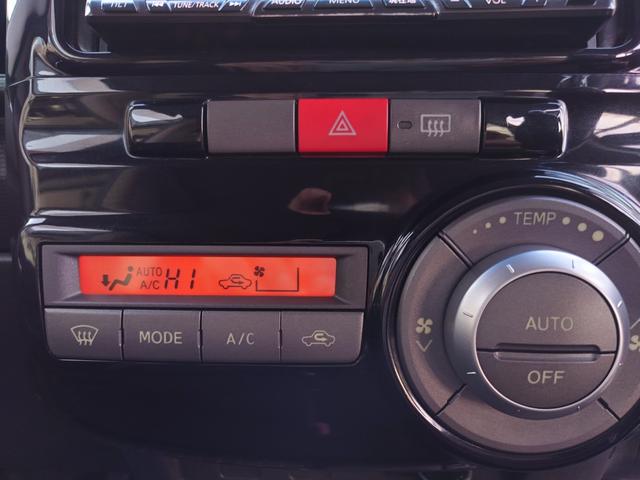 TUNE/TRACK AUDIO MENU VOL
TEMP
AUTO
A/C HI
AUTO
MODE A/C
OFF